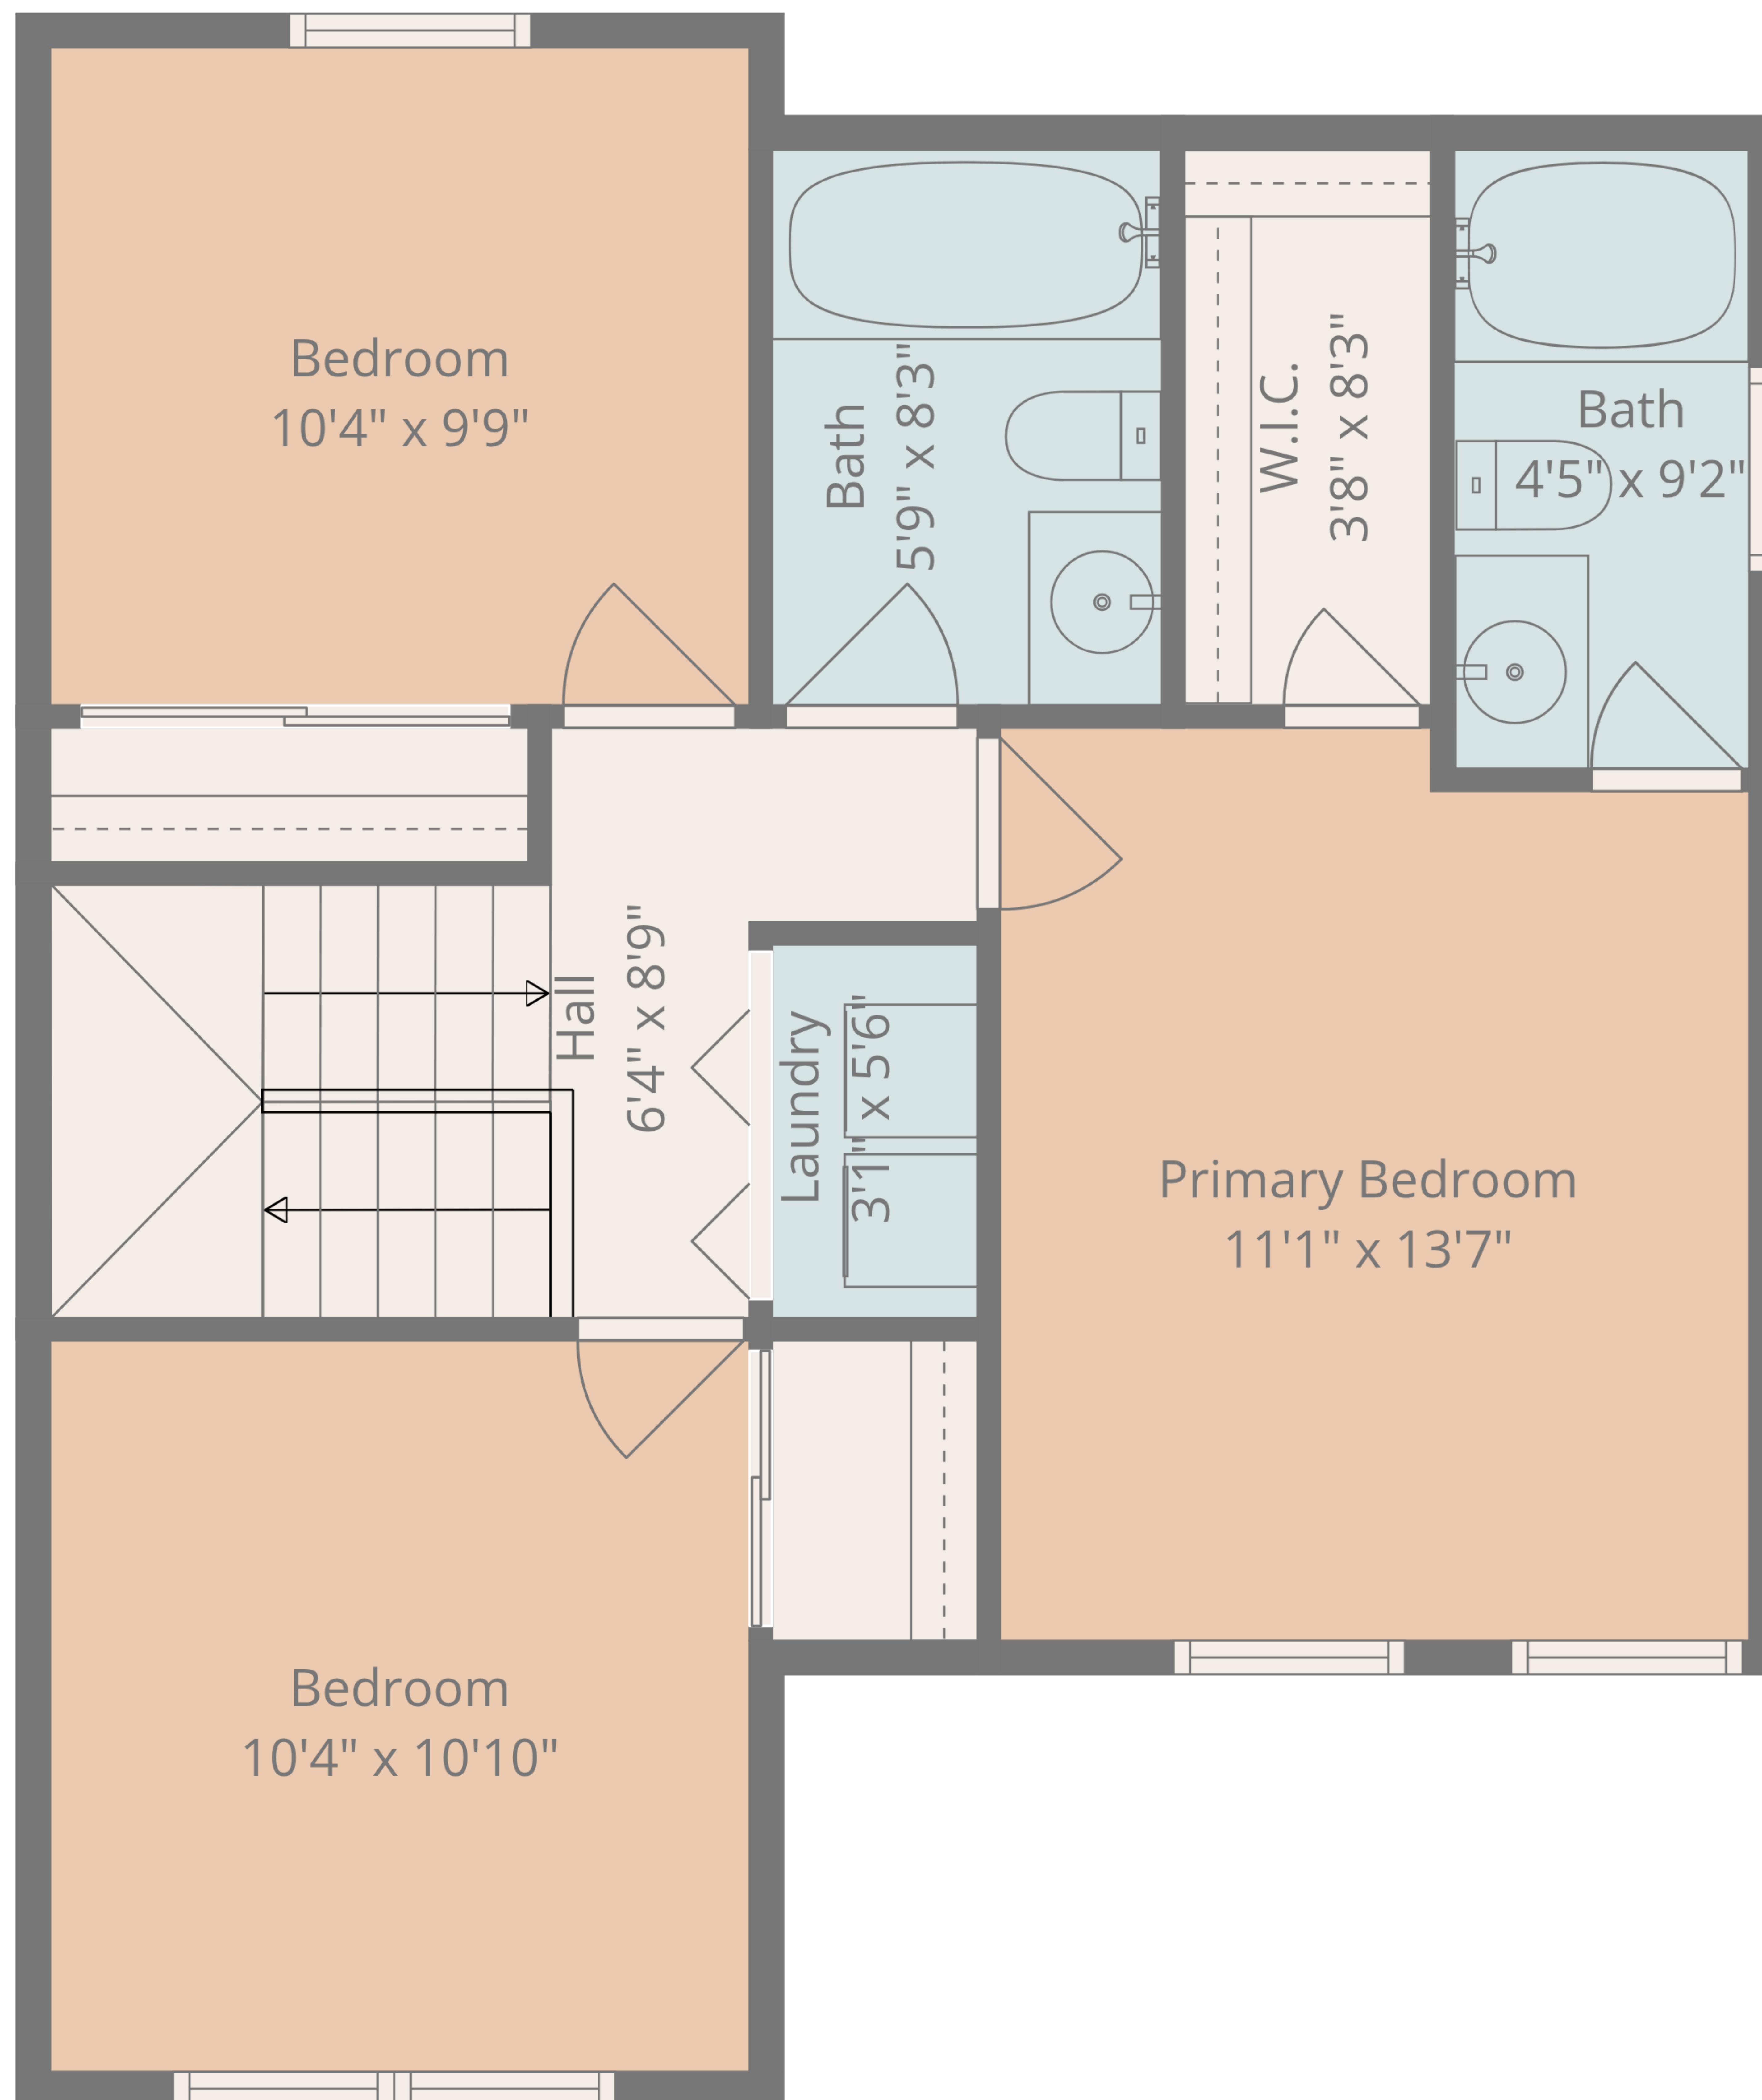 Bedroom
10'4" x 9'9"
Bath
5'9" x 8'3"
W.I.C.
3'8" x 8'3"
Bath
4'5" x 9'2"
Hall
6'4" x 8'9"
Laundry
3'1" x 5'6"
Primary Bedroom
11'1" x 13'7"
Bedroom
10'4" x 10'10"